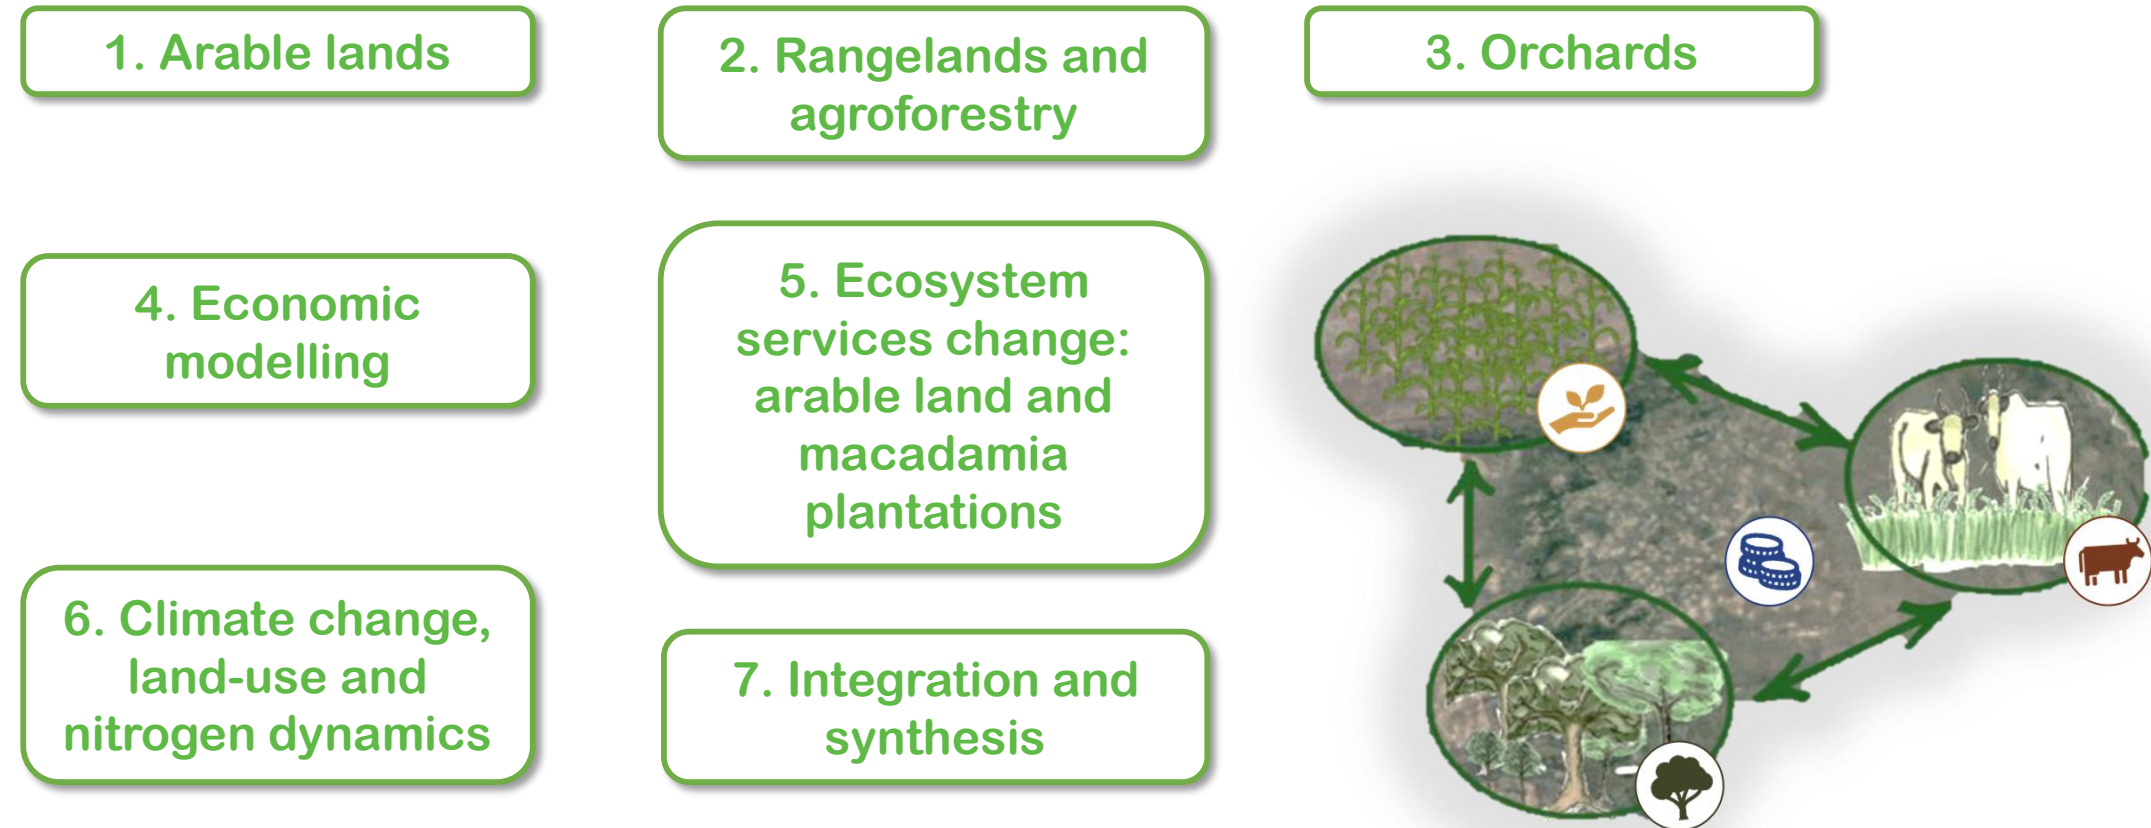 1. Arable lands
2. Rangelands and
agroforestry
3. Orchards
4. Economic
modelling
5. Ecosystem
services change:
arable land and
macadamia
plantations
6. Climate change,
land-use and
nitrogen dynamics
7. Integration and
synthesis